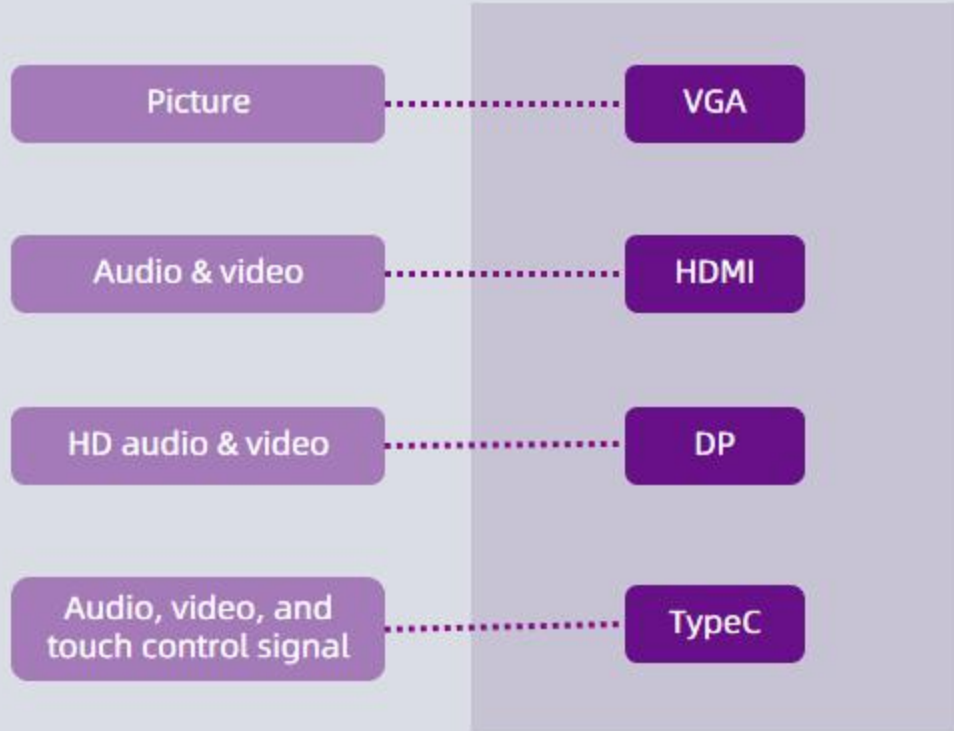 Picture
VGA
Audio & video
HDMI
HD audio & video
DP
Audio, video, and
touch control signal
TypeC